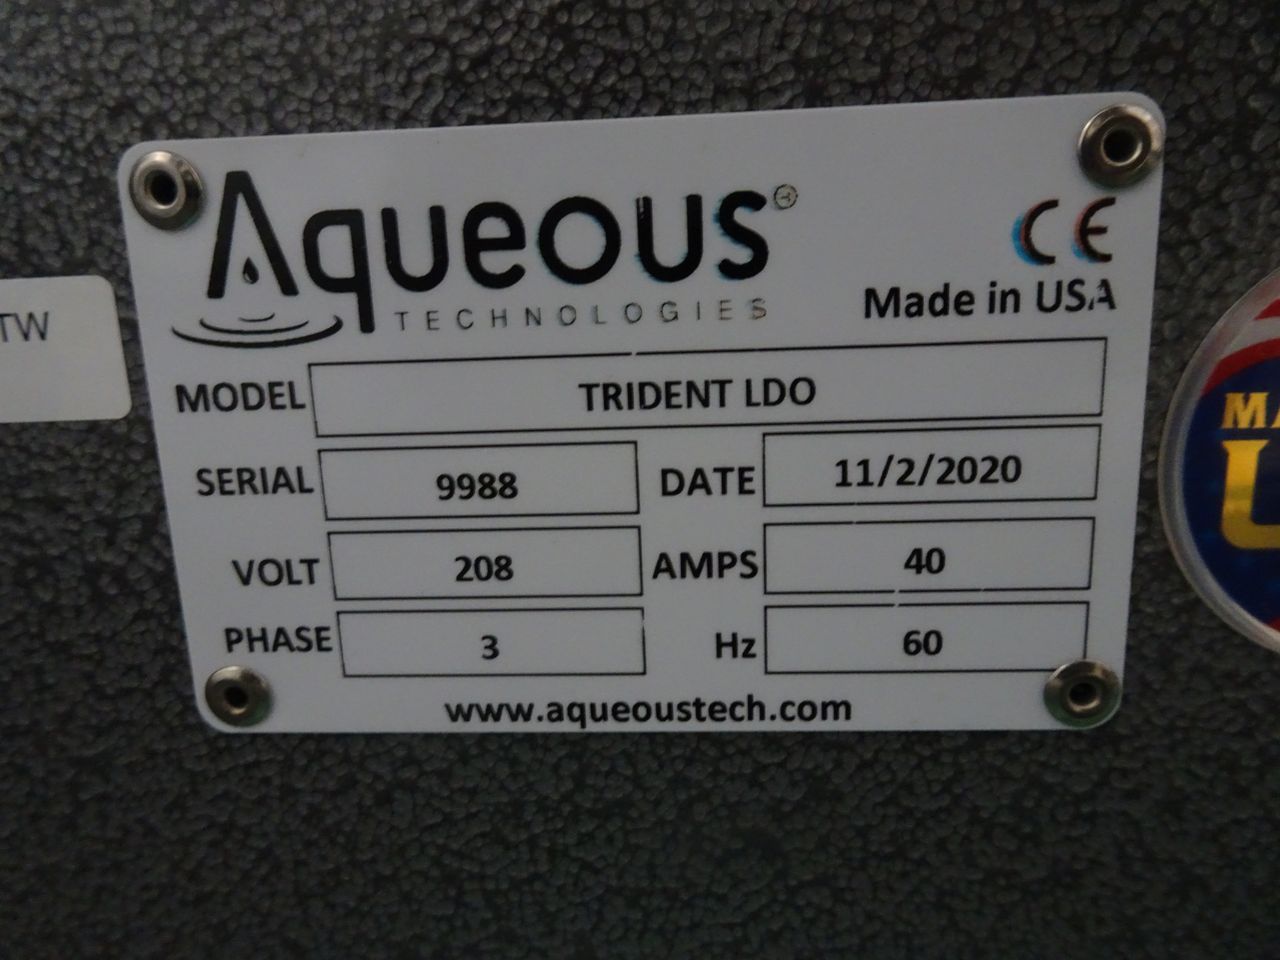 Aqueous®
TECHNOLOGIES
CE
Made in USA
TW
MODEL TRIDENT LDO
SERIAL 9988 DATE 11/2/2020
VOLT 208 AMPS 40
PHASE 3 Hz 60
www.aqueoustech.com
MA
U